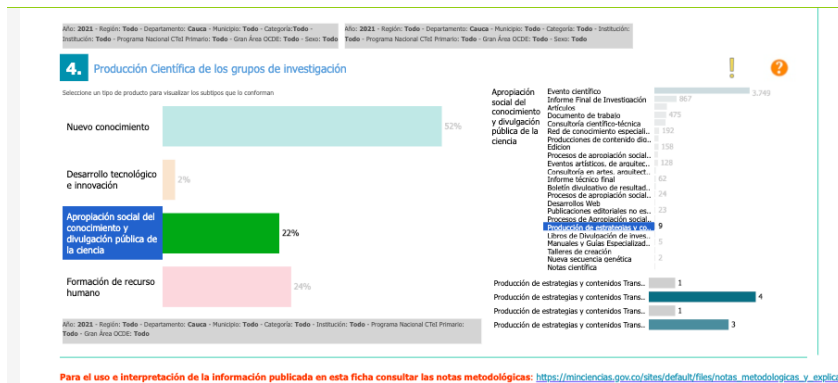 Año: 2021 - Región: Todo - Departamento: Cauca - Municipio: Todo - Categoría:Todo -
Institución: Todo - Programa Nacional CTeI Primario: Todo - Gran Área OCDE: Todo - Sexo: Todo
Año: 2021 - Región: Todo - Departamento: Cauca - Municipio: Todo - Categoría: Todo - Institución:
Todo - Programa Nacional CTeI Primario: Todo - Gran Área OCDE: Todo - Sexo: Todo
4. Producción Científica de los grupos de investigación
! ?
Seleccione un tipo de producto para visualizar los subtipos que lo conforman
Nuevo conocimiento
52%
Desarrollo tecnológico
e innovación
2%
Apropiación social del
conocimiento y
divulgación pública de
la ciencia
22%
Formación de recurso
humano
24%
Año: 2021 - Región: Todo - Departamento: Cauca - Municipio: Todo - Categoría: Todo - Institución: Todo - Programa Nacional CTeI Primario:
Todo - Gran Área OCDE: Todo
Apropiación
social del
conocimiento
y divulgación
pública de la
ciencia
Evento científico 3.749
Informe Final de Investigación 867
Artículos
Documento de trabajo 475
Consultoría científico-técnica
Red de conocimiento especiali.. 192
Producciones de contenido dig..
Edicion 158
Procesos de apropiación social..
Eventos artísticos, de arquitec.. 128
Consultoría en artes, arquitect..
Informe técnico final 62
Boletín divulgativo de resultad..
Procesos de apropiación social.. 24
Desarrollos Web
Publicaciones editoriales no es.. 23
Procesos de Apropiación social..
Producción de estrategias y co.. 9
Libros de Divulgación de inves..
Manuales y Guías Especializad.. 5
Talleres de creación
Nueva secuencia genética 2
Notas científica
Producción de estrategias y contenidos Trans.. 1
Producción de estrategias y contenidos Trans.. 4
Producción de estrategias y contenidos Trans.. 1
Producción de estrategias y contenidos Trans.. 3
Para el uso e interpretación de la información publicada en esta ficha consultar las notas metodológicas: https://minciencias.gov.co/sites/default/files/notas_metodologicas_y_explica